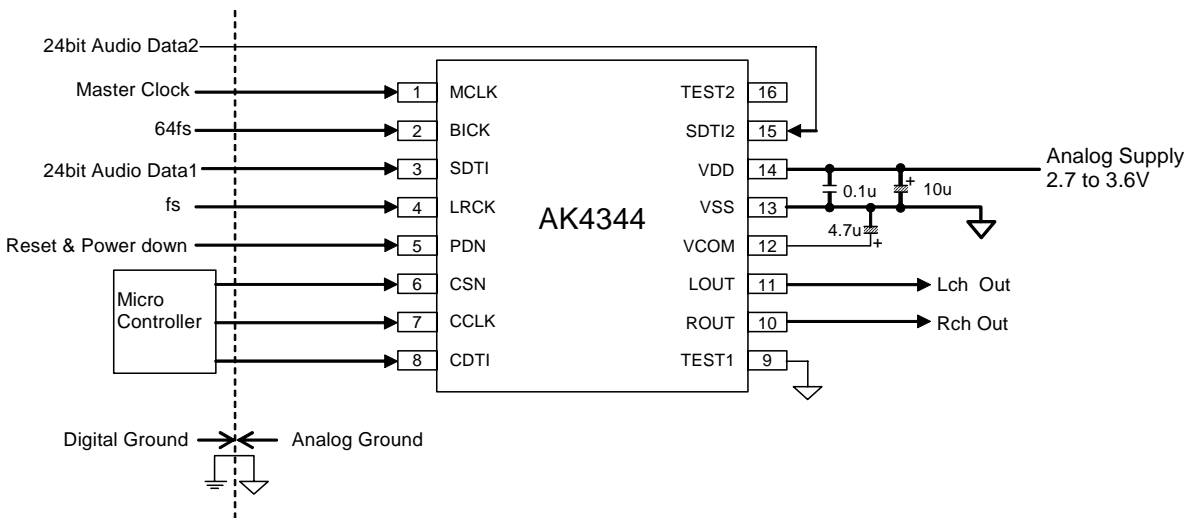 24bit Audio Data2
Master Clock
64fs
24bit Audio Data1
fs
Reset & Power down
Micro
Controller
1 MCLK
2 BICK
3 SDTI
4 LRCK
5 PDN
6 CSN
7 CCLK
8 CDTI
AK4344
TEST2 16
SDTI2 15
VDD 14
VSS 13
VCOM 12
LOUT 11
ROUT 10
TEST1 9
0.1u
+ 10u
4.7u
+
Analog Supply
2.7 to 3.6V
Lch Out
Rch Out
Digital Ground
Analog Ground